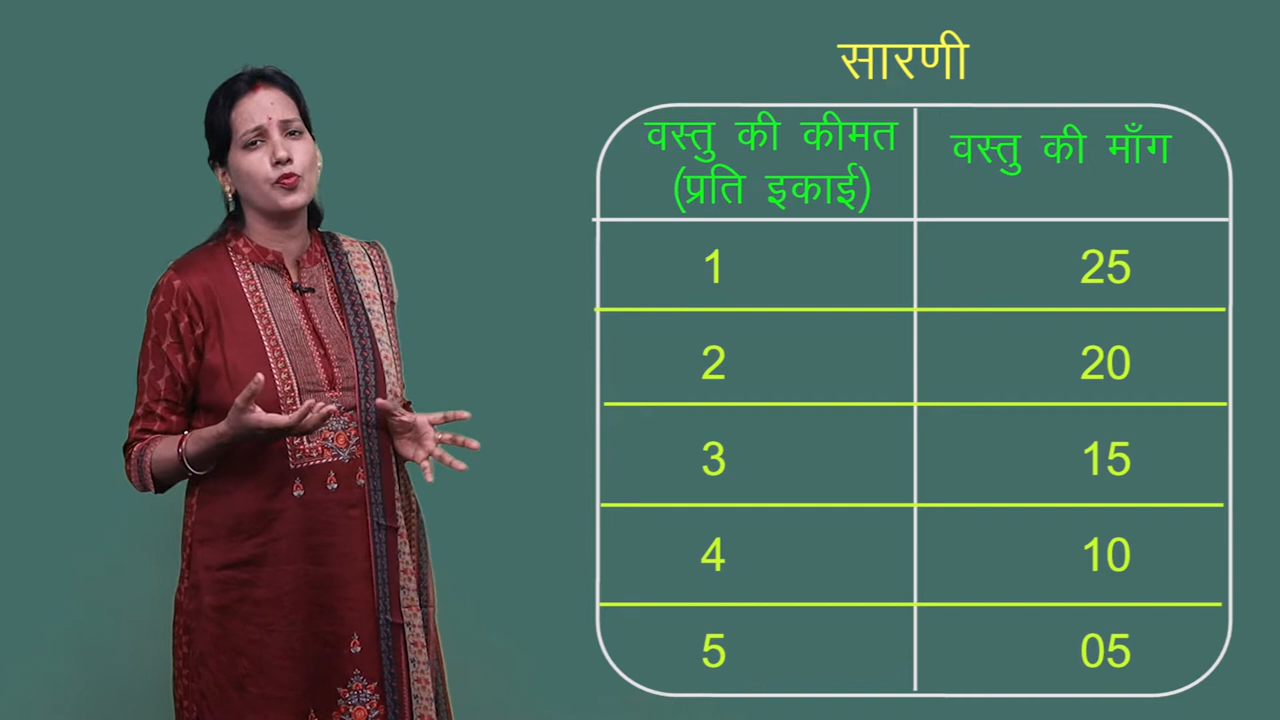 सारणी
वस्तु की कीमत
(प्रति इकाई)
वस्तु की माँग
1 25
2 20
3 15
4 10
5 05